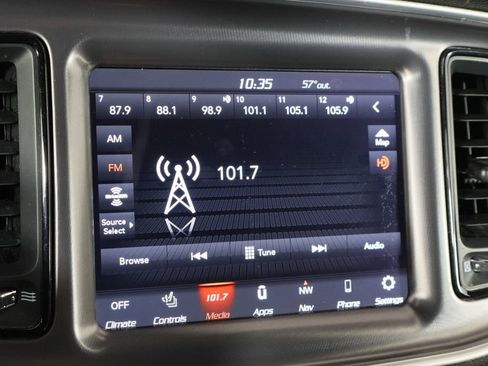 10:35 57°out.
7 8 9 10 11 12
87.9 88.1 98.9 101.1 105.1 105.9
AM
Map
FM
101.7
HD
SiriusXM
Source
Select
Browse Tune Audio
OFF 101.7 NW
Climate Controls Media Apps Nav Phone Settings